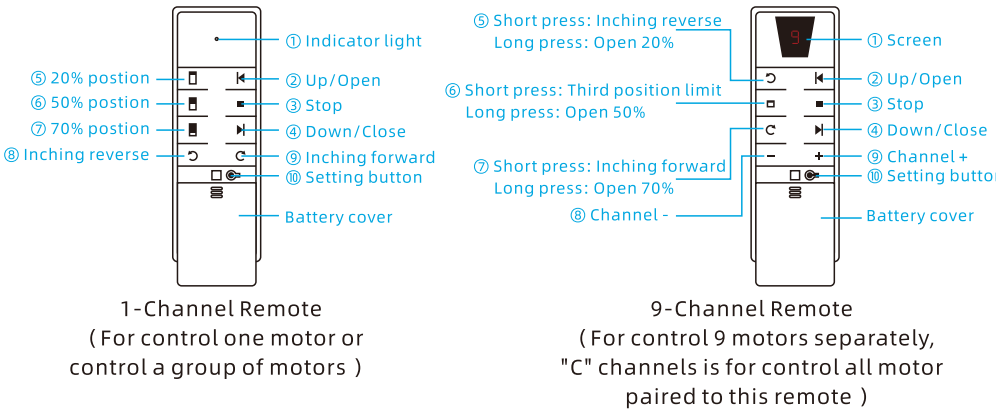 ① Indicator light
⑤ 20% postion
② Up/Open
⑥ 50% postion
③ Stop
⑦ 70% postion
④ Down/Close
⑧ Inching reverse
⑨ Inching forward
⑩ Setting button
Battery cover
1-Channel Remote
(For control one motor or
control a group of motors )
⑤ Short press: Inching reverse
Long press: Open 20%
9
① Screen
② Up/Open
⑥ Short press: Third position limit
Long press: Open 50%
③ Stop
④ Down/Close
⑦ Short press: Inching forward
Long press: Open 70%
⑨ Channel +
⑩ Setting button
⑧ Channel -
Battery cover
9-Channel Remote
(For control 9 motors separately,
"C" channels is for control all motor
paired to this remote )